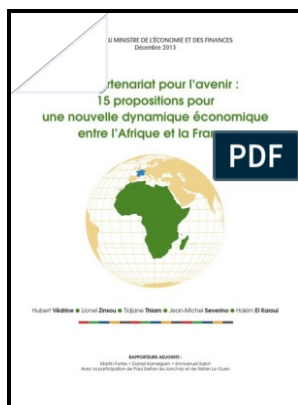 U MINISTRE DE L'ÉCONOMIE ET DES FINANCES
Décembre 2013
rtenariat pour l'avenir :
15 propositions pour
une nouvelle dynamique économique
entre l'Afrique et la Fran
PDF
Hubert Védrine • Lionel Zinsou • Tidjane Thiam • Jean-Michel Severino • Hakim El Karoui
RAPPORTEURS ADJOINTS :